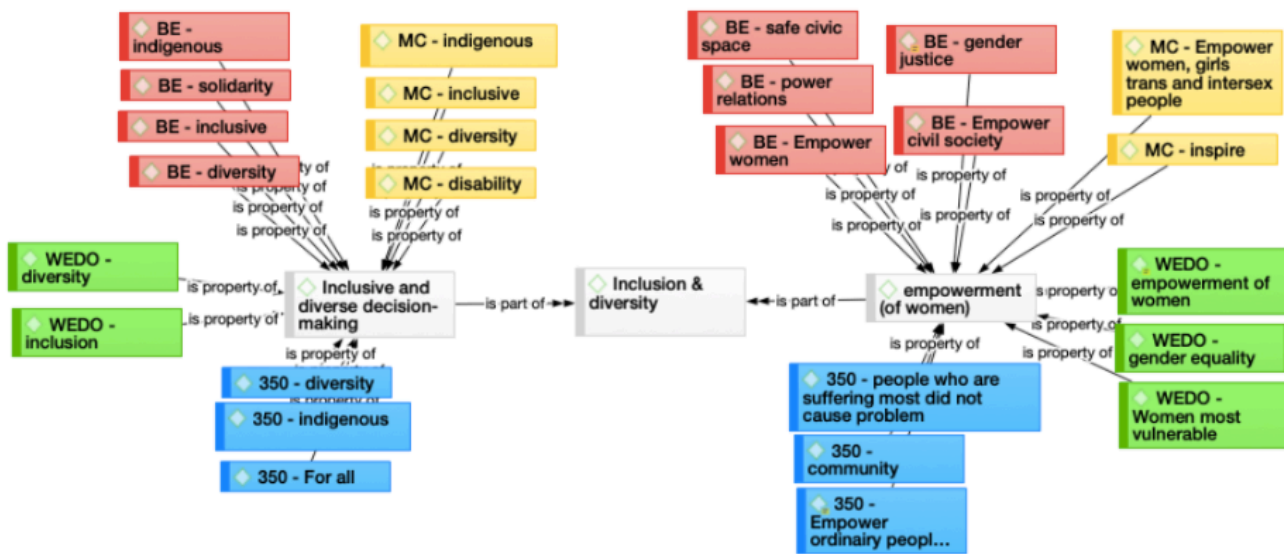 BE -
indigenous
BE - solidarity
BE - inclusive
BE - diversity
MC - indigenous
MC - inclusive
MC - diversity
MC - disability
is property of
is property of
is property of
is property of
is property of
is property of
WEDO -
diversity
is property of
WEDO -
inclusion
is property of
Inclusive and
diverse decision-
making
is part of
Inclusion &
diversity
is part of
empowerment
(of women)
is property of
350 - diversity
350 - indigenous
350 - For all
BE - safe civic
space
BE - power
relations
BE - Empower
women
BE - gender
justice
BE - Empower
civil society
MC - Empower
women, girls
trans and intersex
people
MC - inspire
is property of
is property of
is property of
is property of
is property of
is property of
WEDO -
empowerment of
women
is property of
WEDO -
gender equality
is property of
WEDO -
Women most
vulnerable
is property of
is property of
350 - people who are
suffering most did not
cause problem
350 -
community
350 -
Empower
ordinairy peopl...